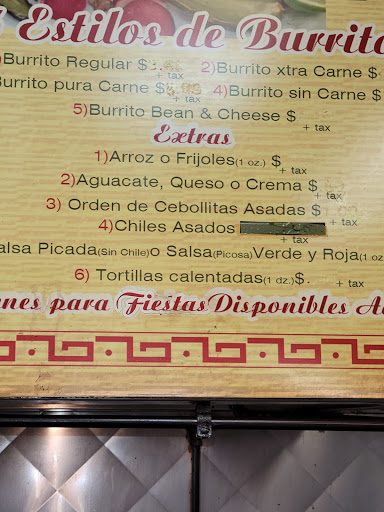 Estilos de Burrito
Burrito Regular $ + tax 2)Burrito xtra Carne $
Burrito pura Carne $ + tax 4)Burrito sin Carne $
5)Burrito Bean & Cheese $ + tax
Extras
1)Arroz o Frijoles(1 oz.) $ + tax
2)Aguacate, Queso o Crema $ + tax
3) Orden de Cebollitas Asadas $ + tax
4)Chiles Asados + tax
alsa Picada(Sin Chile)o Salsa(Picosa)Verde y Roja(1 oz
6) Tortillas calentadas(1 dz.)$. + tax
nes para Fiestas Disponibles A